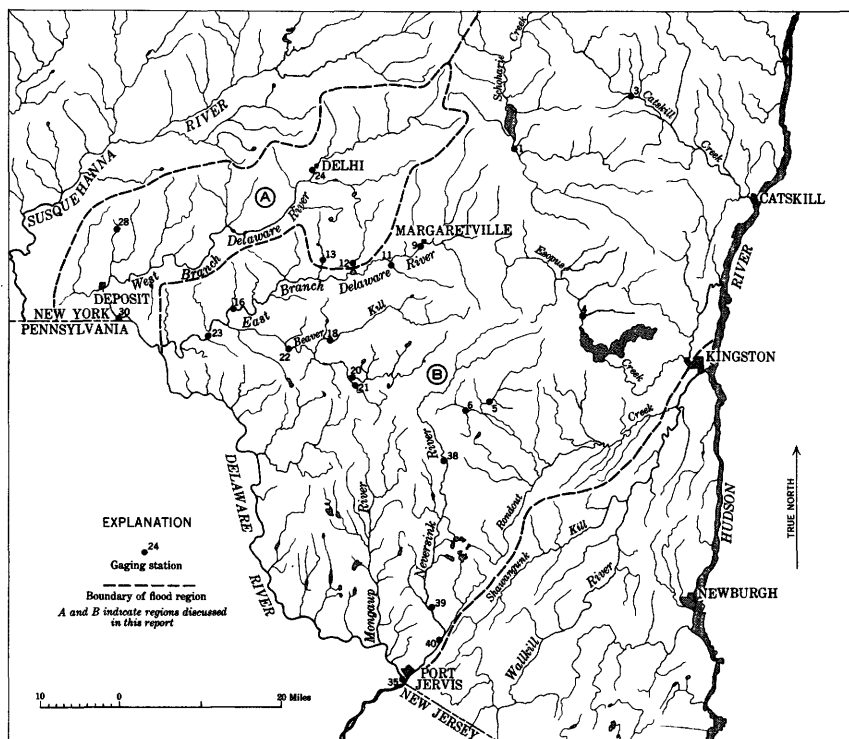 Creek
Schoharie
3
Catskill
Creek
1
SUSQUEHANNA RIVER
DELHI
24
A
28
West Branch Delaware River
MARGARETVILLE
9
CATSKILL
13
12
11
East Branch Delaware River
Esopus
Creek
4
DEPOSIT
30
NEW YORK
PENNSYLVANIA
16
23
22
Beaver Kill
18
20
21
B
KINGSTON
HUDSON RIVER
6
5
Rondout Creek
38
Neversink River
DELAWARE RIVER
Mongaup River
Shawangunk Kill
Wallkill River
TRUE NORTH
NEWBURGH
EXPLANATION
24
Gaging station
Boundary of flood region
A and B indicate regions discussed
in this report
39
40
35
PORT
JERVIS
NEW JERSEY
10 0 20 Miles